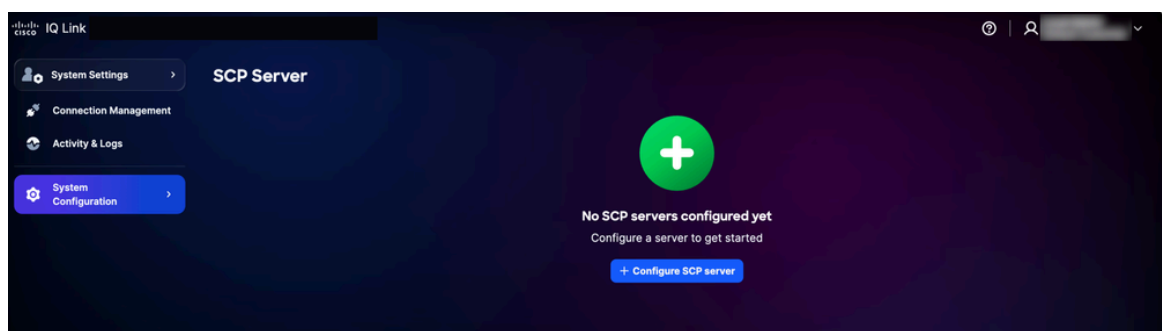 cisco IQ Link
System Settings
SCP Server
Connection Management
Activity & Logs
System
Configuration
No SCP servers configured yet
Configure a server to get started
+ Configure SCP server